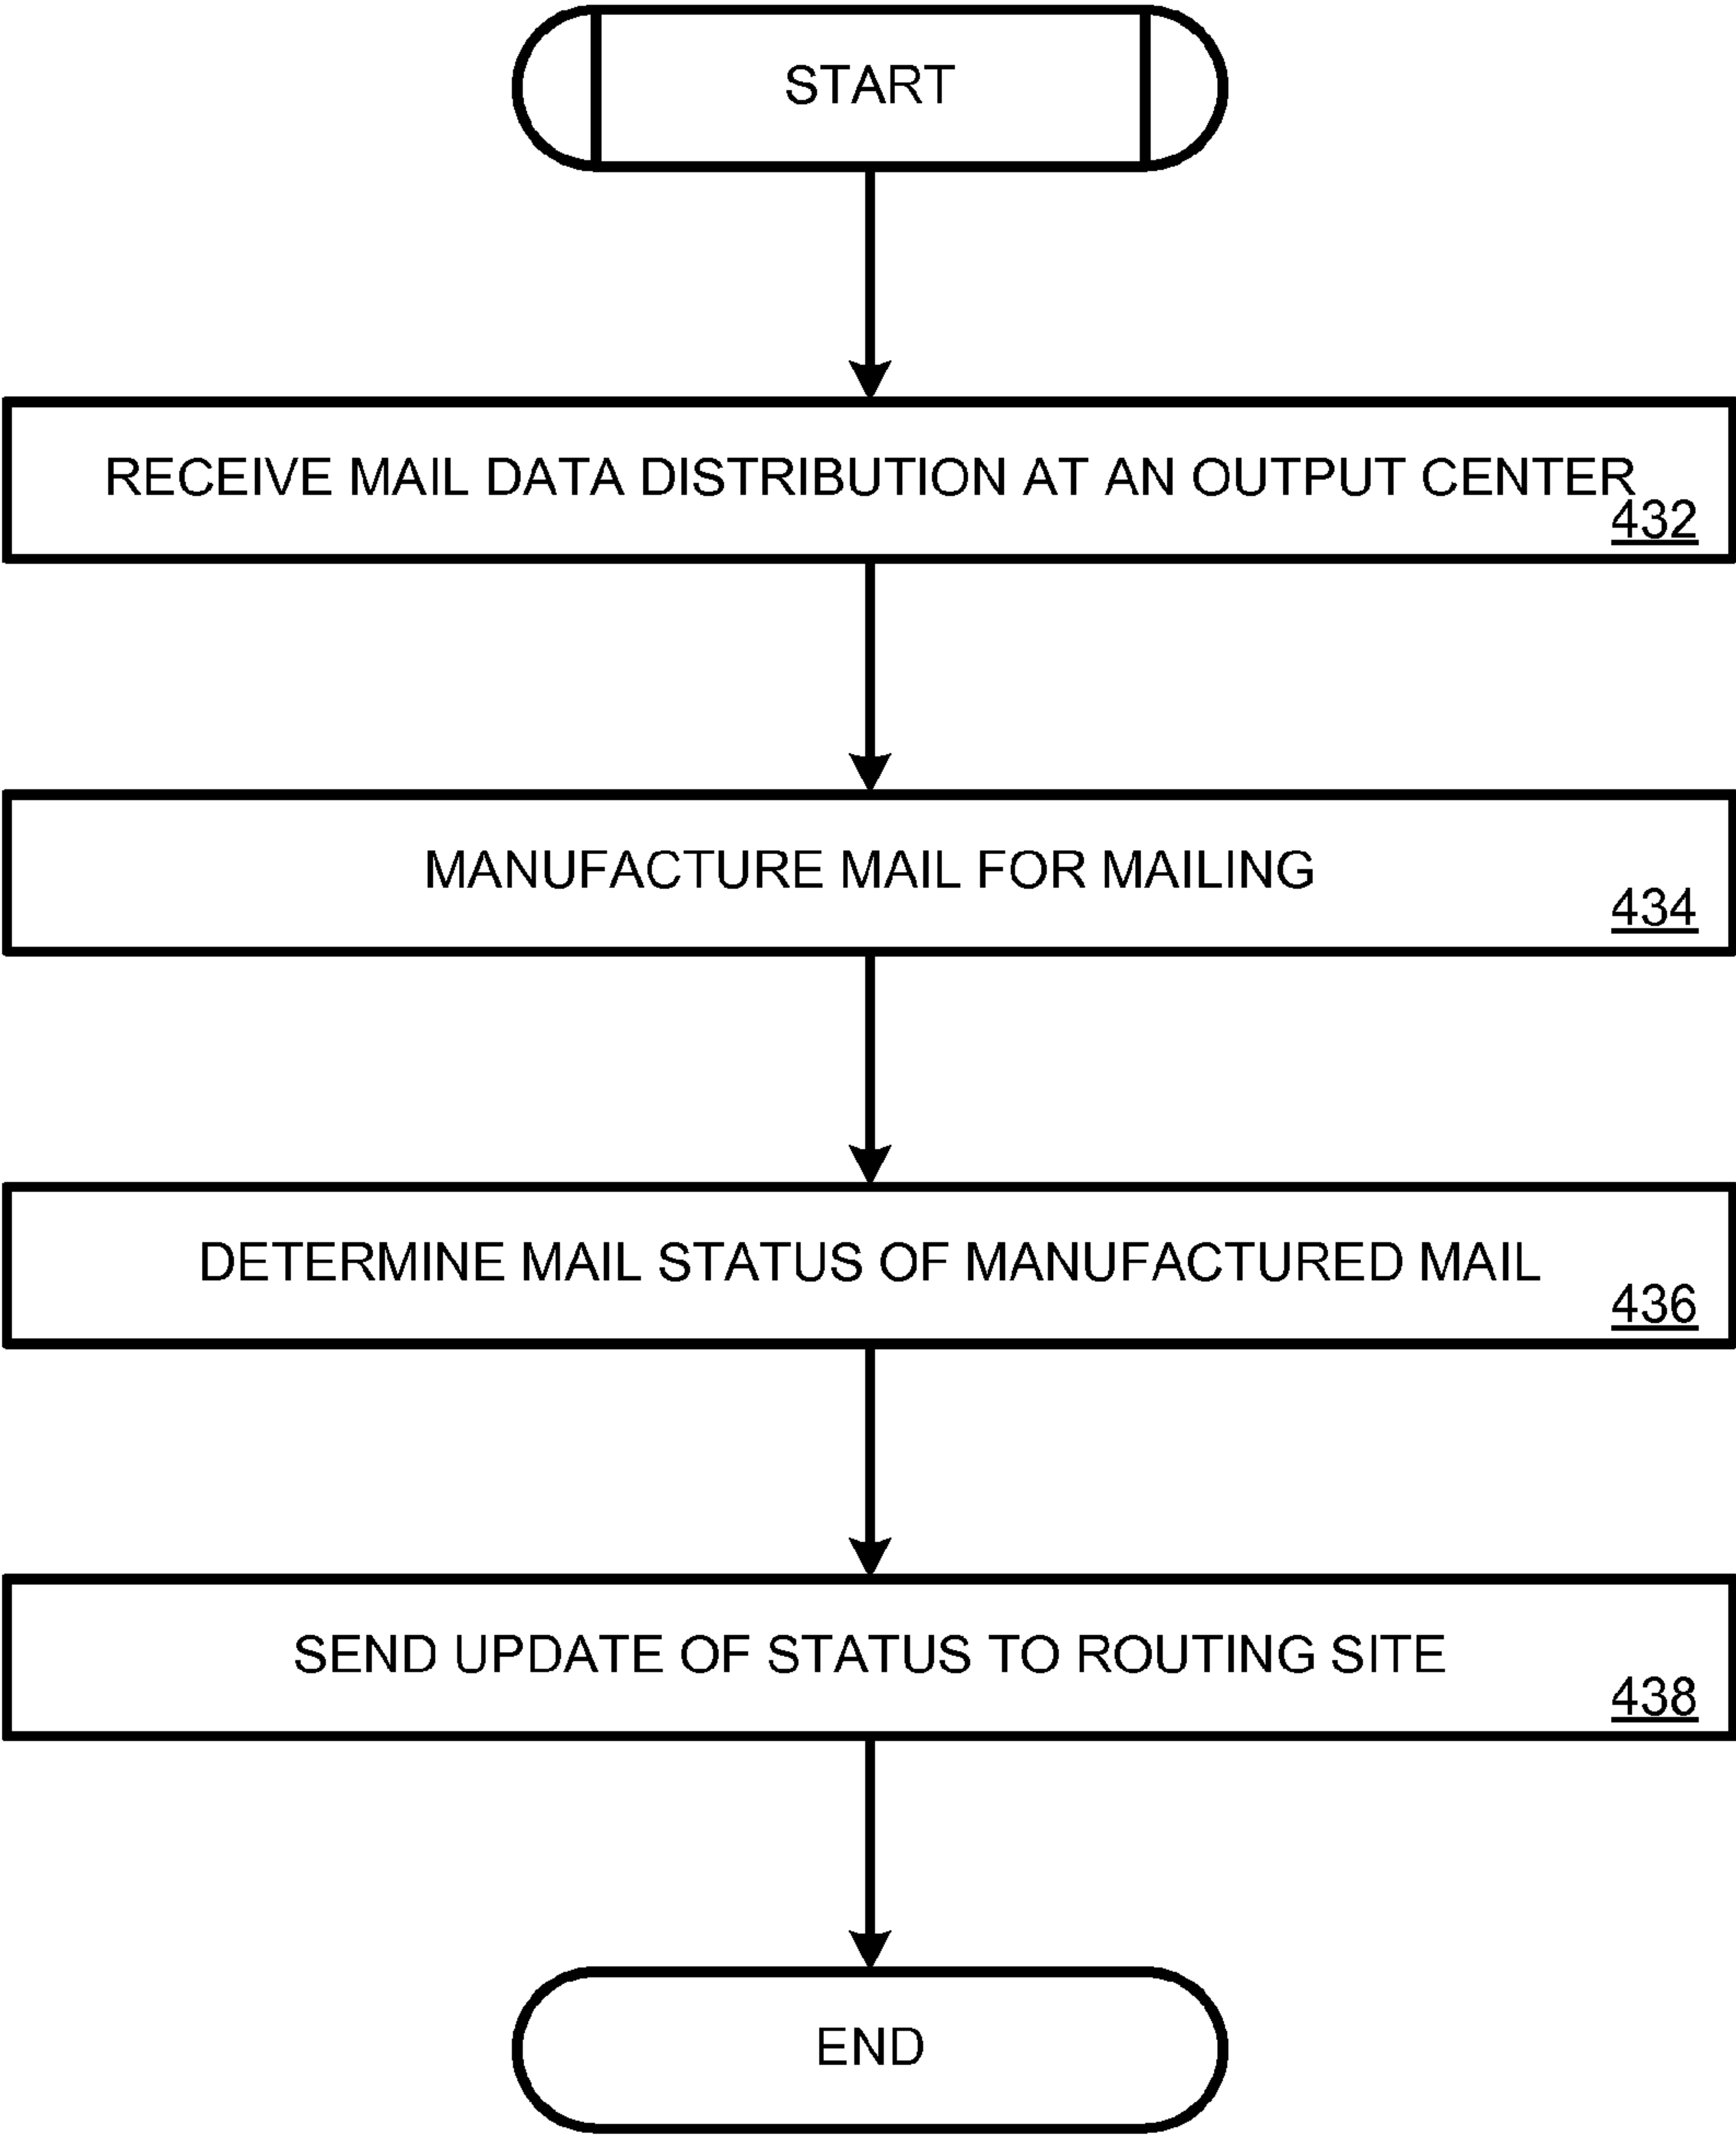 START
RECEIVE MAIL DATA DISTRIBUTION AT AN OUTPUT CENTER
432
MANUFACTURE MAIL FOR MAILING
434
DETERMINE MAIL STATUS OF MANUFACTURED MAIL
436
SEND UPDATE OF STATUS TO ROUTING SITE
438
END